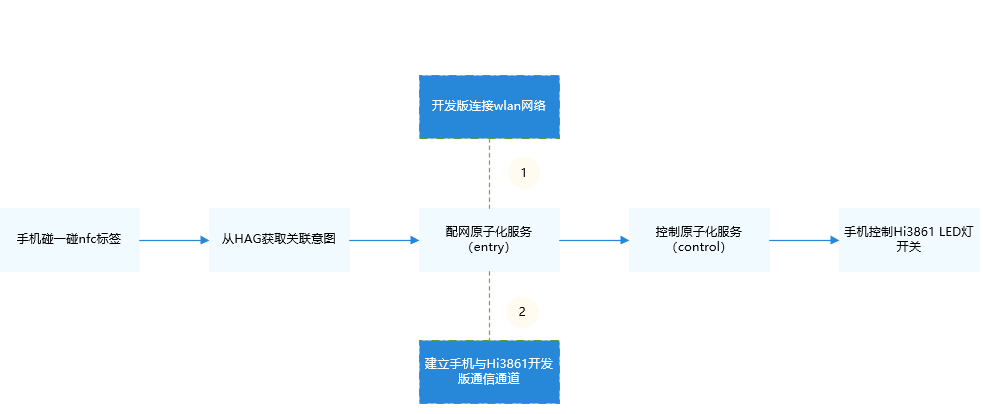 开发版连接wlan网络
1
手机碰一碰nfc标签
从HAG获取关联意图
配网原子化服务
（entry）
控制原子化服务
（control）
手机控制Hi3861 LED灯
开关
2
建立手机与Hi3861开发
版通信通道